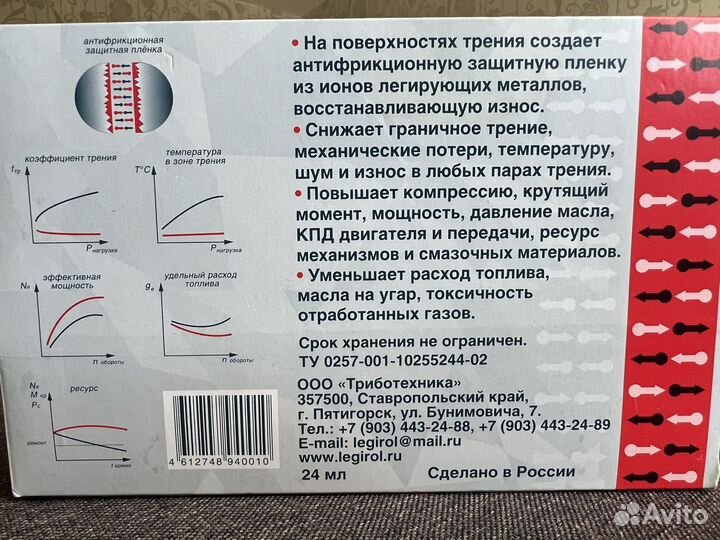 антифрикционная
защитная плёнка
коэффициент трения
fтр
Pнагрузка
температура
в зоне трения
T°C
Pнагрузка
эффективная
мощность
Ne
n обороты
удельный расход
топлива
ge
n обороты
ресурс
Ne
М кр
Pс
ремонт
t время
4 612748 940010
• На поверхностях трения создает
антифрикционную защитную пленку
из ионов легирующих металлов,
восстанавливающую износ.
• Снижает граничное трение,
механические потери, температуру,
шум и износ в любых парах трения.
• Повышает компрессию, крутящий
момент, мощность, давление масла,
КПД двигателя и передачи, ресурс
механизмов и смазочных материалов.
• Уменьшает расход топлива,
масла на угар, токсичность
отработанных газов.
Срок хранения не ограничен.
ТУ 0257-001-10255244-02
ООО «Триботехника»
357500, Ставропольский край,
г. Пятигорск, ул. Бунимовича, 7.
Тел.: +7 (903) 443-24-88, +7 (903) 443-24-89
E-mail: legirol@mail.ru
www.legirol.ru
24 мл Сделано в России
Avito